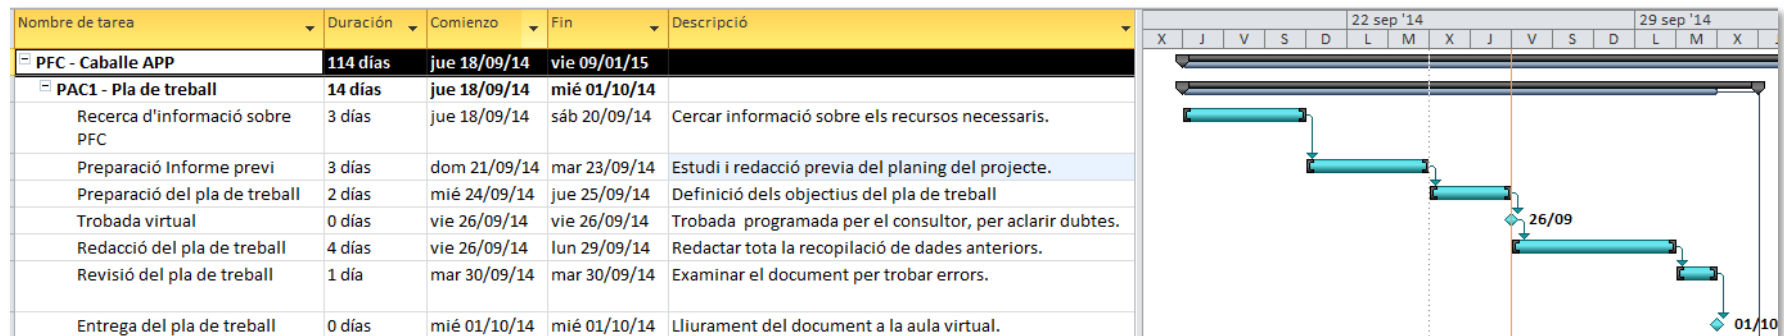 Nombre de tarea Duración Comienzo Fin Descripció 22 sep '14 29 sep '14
X J V S D L M X J V S D L M X
PFC - Caballe APP 114 días jue 18/09/14 vie 09/01/15
PAC1 - Pla de treball 14 días jue 18/09/14 mié 01/10/14
Recerca d'informació sobre 3 días jue 18/09/14 sáb 20/09/14 Cercar informació sobre els recursos necessaris.
PFC
Preparació Informe previ 3 días dom 21/09/14 mar 23/09/14 Estudi i redacció previa del planing del projecte.
Preparació del pla de treball 2 días mié 24/09/14 jue 25/09/14 Definició dels objectius del pla de treball
Trobada virtual 0 días vie 26/09/14 vie 26/09/14 Trobada programada per el consultor, per aclarir dubtes. 26/09
Redacció del pla de treball 4 días vie 26/09/14 lun 29/09/14 Redactar tota la recopilació de dades anteriors.
Revisió del pla de treball 1 día mar 30/09/14 mar 30/09/14 Examinar el document per trobar errors.
Entrega del pla de treball 0 días mié 01/10/14 mié 01/10/14 Lliurament del document a la aula virtual. 01/10